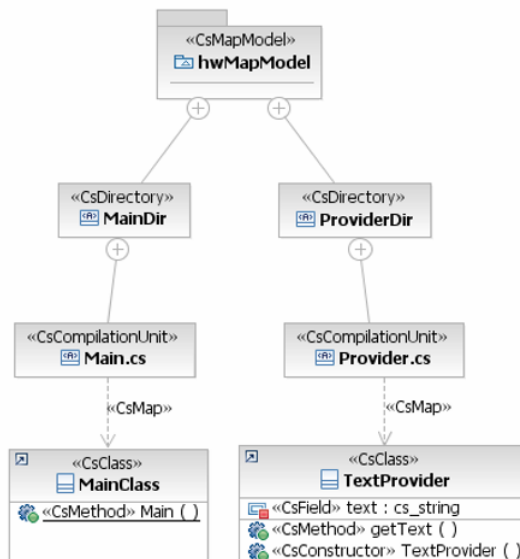 «CsMapModel»
hwMapModel
«CsDirectory»
MainDir
«CsDirectory»
ProviderDir
«CsCompilationUnit»
Main.cs
«CsCompilationUnit»
Provider.cs
«CsMap»
«CsMap»
«CsClass»
MainClass
«CsMethod» Main ( )
«CsClass»
TextProvider
«CsField» text : cs_string
«CsMethod» getText ( )
«CsConstructor» TextProvider ( )